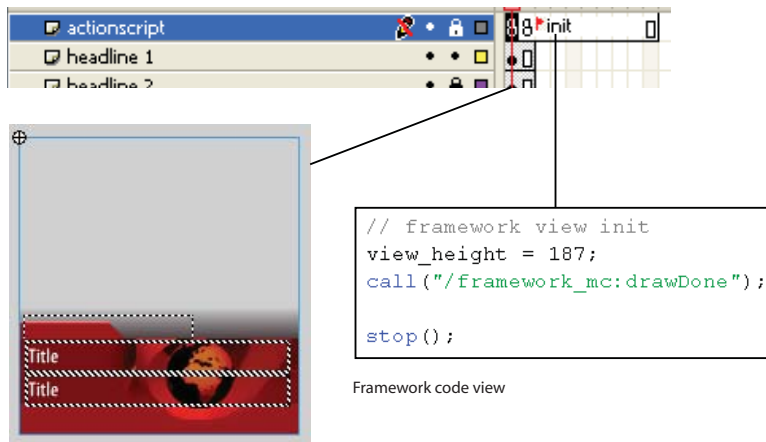 actionscript
init
headline 1
headline 2
// framework view init
view_height = 187;
call("/framework_mc:drawDone");
stop();
Framework code view
Title
Title